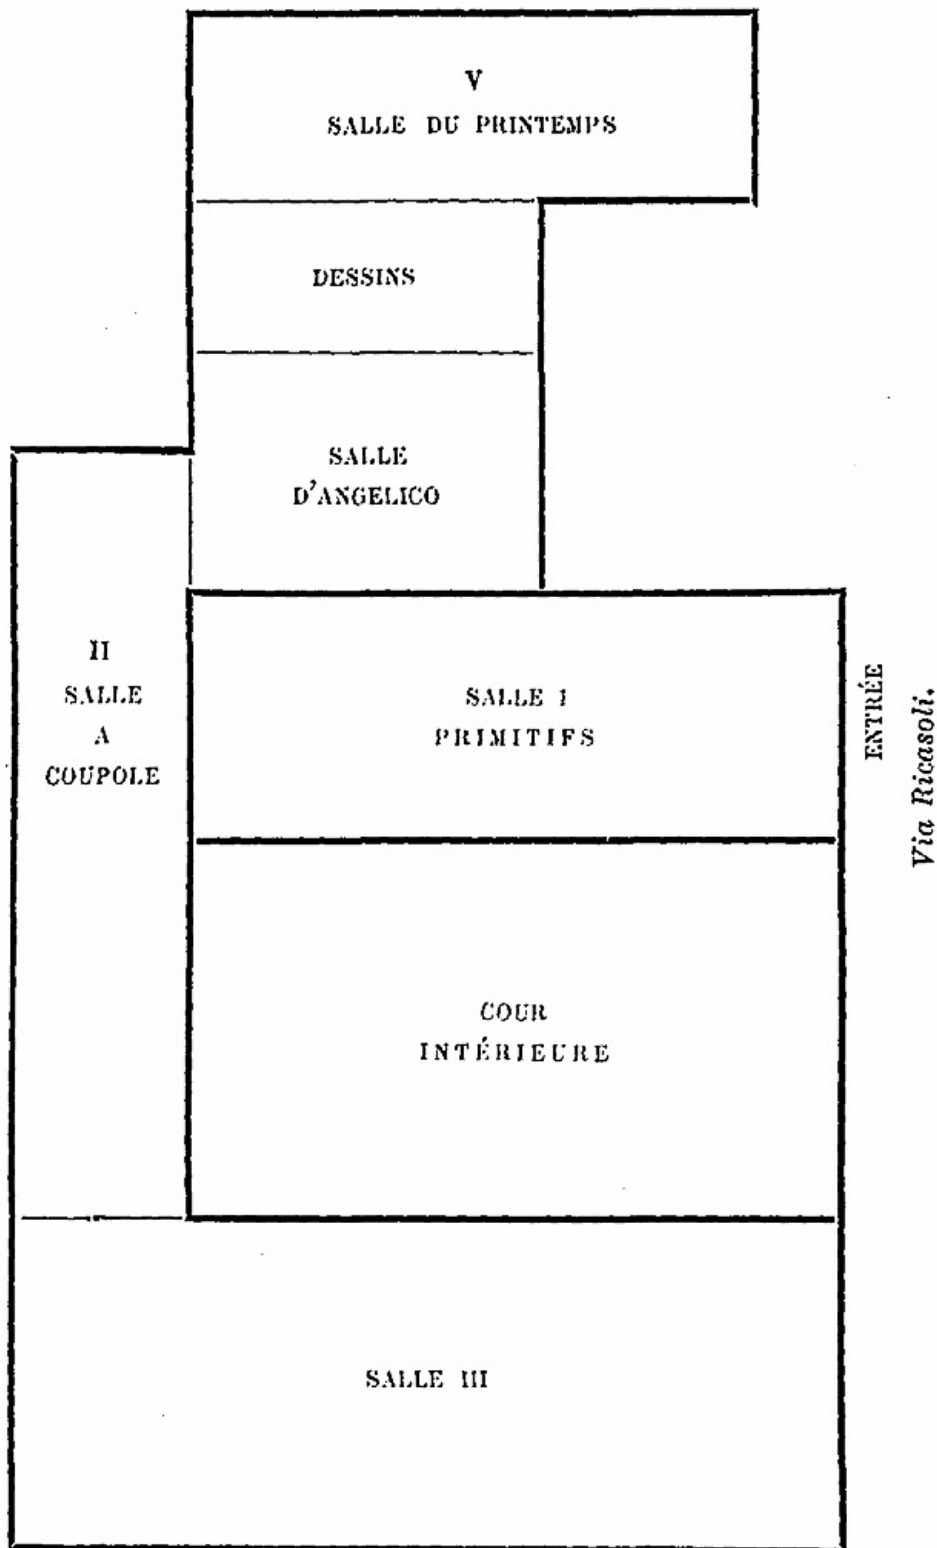 V
SALLE DU PRINTEMPS
DESSINS
SALLE
D'ANGELICO
II
SALLE
A
COUPOLE
SALLE I
PRIMITIFS
ENTRÉE
Via Ricasoli.
COUR
INTÉRIEURE
SALLE III